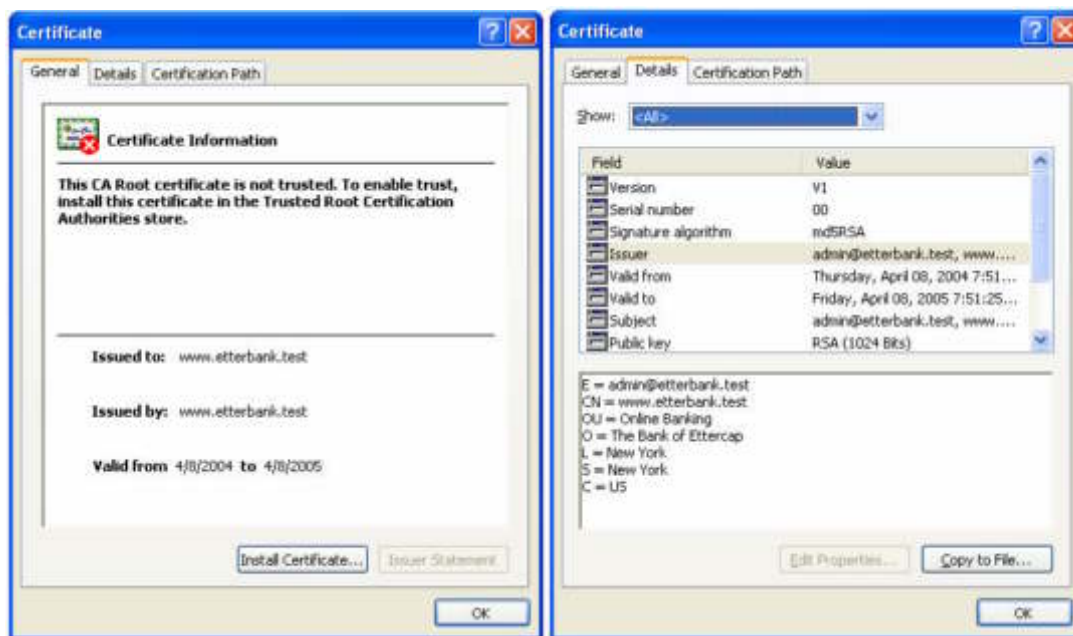 Certificate
General Details Certification Path
Certificate Information
This CA Root certificate is not trusted. To enable trust,
install this certificate in the Trusted Root Certification
Authorities store.
Issued to: www.etterbank.test
Issued by: www.etterbank.test
Valid from 4/8/2004 to 4/8/2005
Install Certificate... Issuer Statement
OK
Certificate
General Details Certification Path
Show: <All>
Field Value
Version V1
Serial number 00
Signature algorithm md5RSA
Issuer admin@etterbank.test, www....
Valid from Thursday, April 08, 2004 7:51...
Valid to Friday, April 08, 2005 7:51:25...
Subject admin@etterbank.test, www....
Public key RSA (1024 Bits)
E = admin@etterbank.test
CN = www.etterbank.test
OU = Online Banking
O = The Bank of Ettercap
L = New York
S = New York
C = US
Edit Properties... Copy to File...
OK